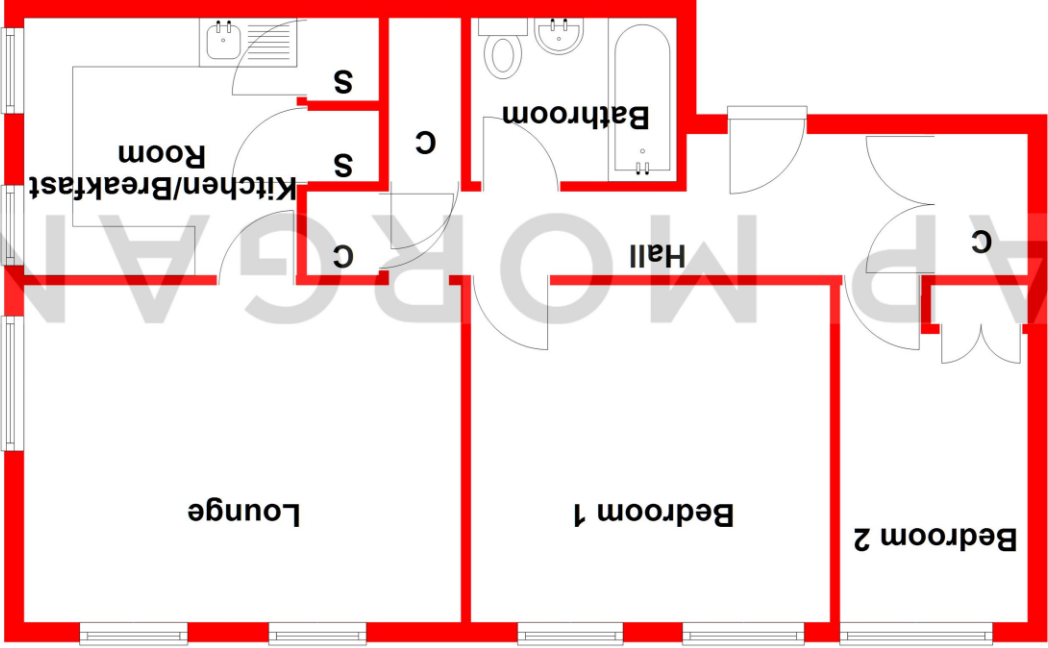 Bedroom 2
Bedroom 1
Lounge
C
Hall
C
AP MORGAN
Kitchen/Breakfast
Room
S
C
Bathroom
S